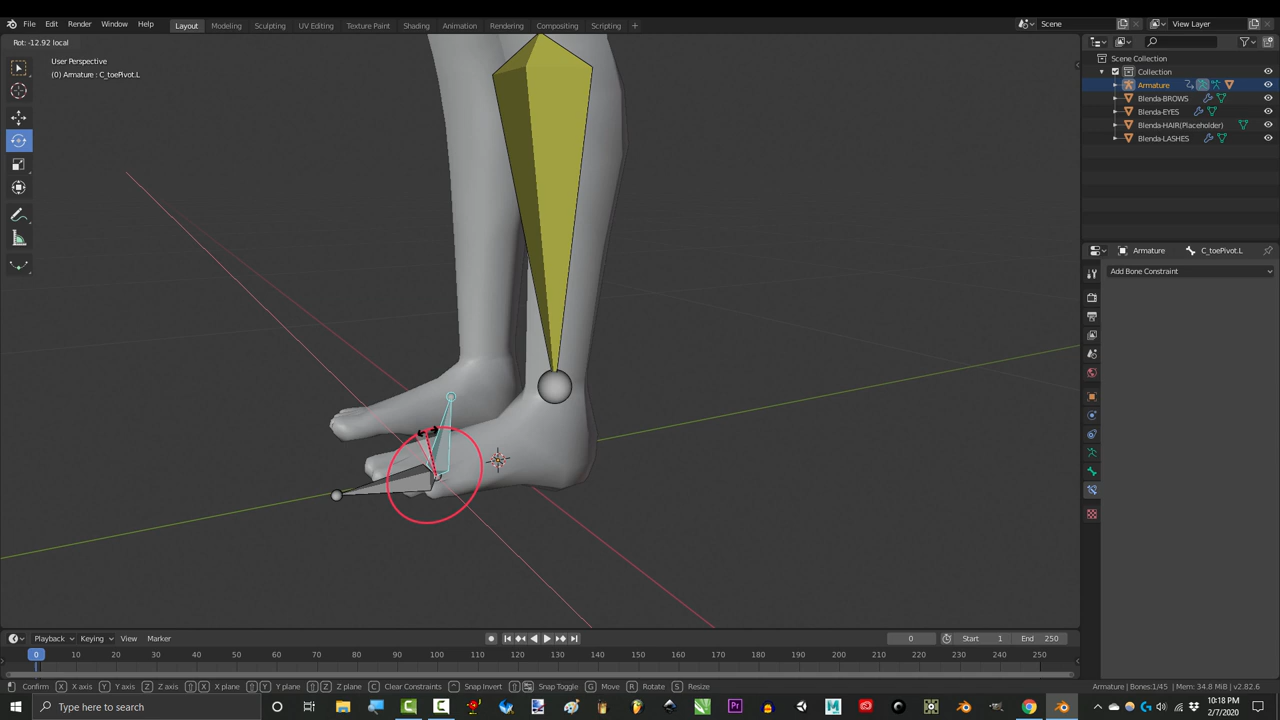 File Edit Render Window Help Layout Modeling Sculpting UV Editing Texture Paint Shading Animation Rendering Compositing Scripting + Scene View Layer
Rot: -12.92 local
User Perspective
(0) Armature : C_toePivot.L
Scene Collection
Collection
Armature
Blenda-BROWS
Blenda-EYES
Blenda-HAIR(Placeholder)
Blenda-LASHES
Armature C_toePivot.L
Add Bone Constraint
Playback Keying View Marker 0 Start 1 End 250
0 10 20 30 40 50 60 70 80 90 100 110 120 130 140 150 160 170 180 190 200 210 220 230 240 250
Confirm X X axis Y Y axis Z Z axis X X plane Y Y plane Z Z plane C Clear Constraints Snap Invert Snap Toggle G Move R Rotate S Resize Armature | Bones:1/45 | Mem: 34.8 MiB | v2.82.6
Type here to search
10:18 PM
2/7/2020